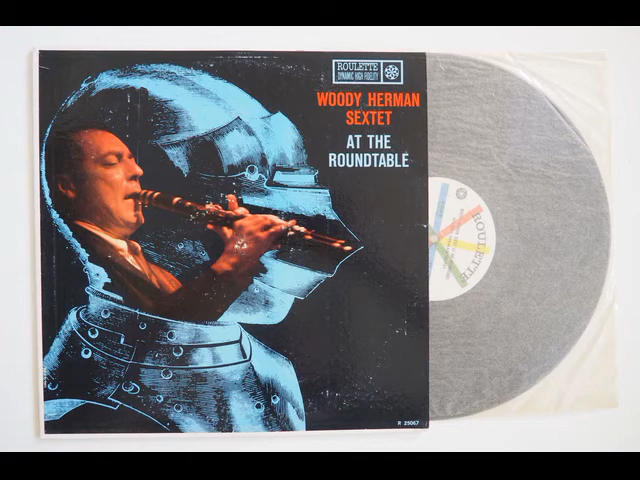 ROULETTE
DYNAMIC HIGH FIDELITY
WOODY HERMAN
SEXTET
AT THE
ROUNDTABLE
ROULETTE
R 25067